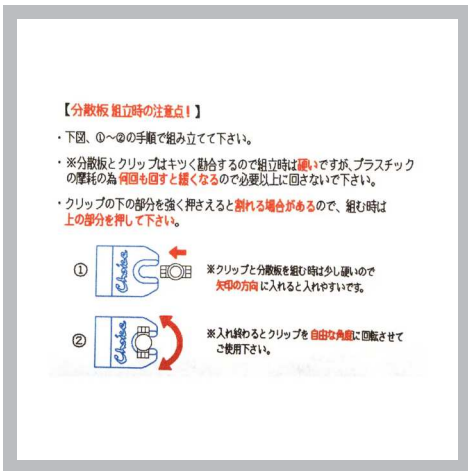 【分散板 組立時の注意点！】
・下図、①～②の手順で組み立てて下さい。
・※分散板とクリップはキツく勘合するので組立時は硬いですが、プラスチック
の摩耗の為何回も回すと緩くなるので必要以上に回さないで下さい。
・クリップの下の部分を強く押さえると割れる場合があるので、組む時は
上の部分を押して下さい。
①
Choice
※クリップと分散板を組む時は少し硬いので
矢印の方向に入れると入れやすいです。
②
Choice
※入れ終わるとクリップを自由な角度に回転させて
ご使用下さい。